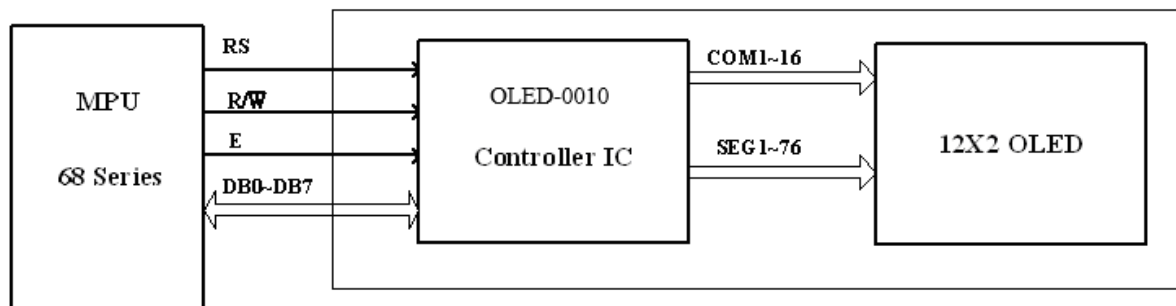 MPU
68 Series
RS
R/W̅
E
DB0~DB7
OLED-0010
Controller IC
COM1~16
SEG1~76
12X2 OLED